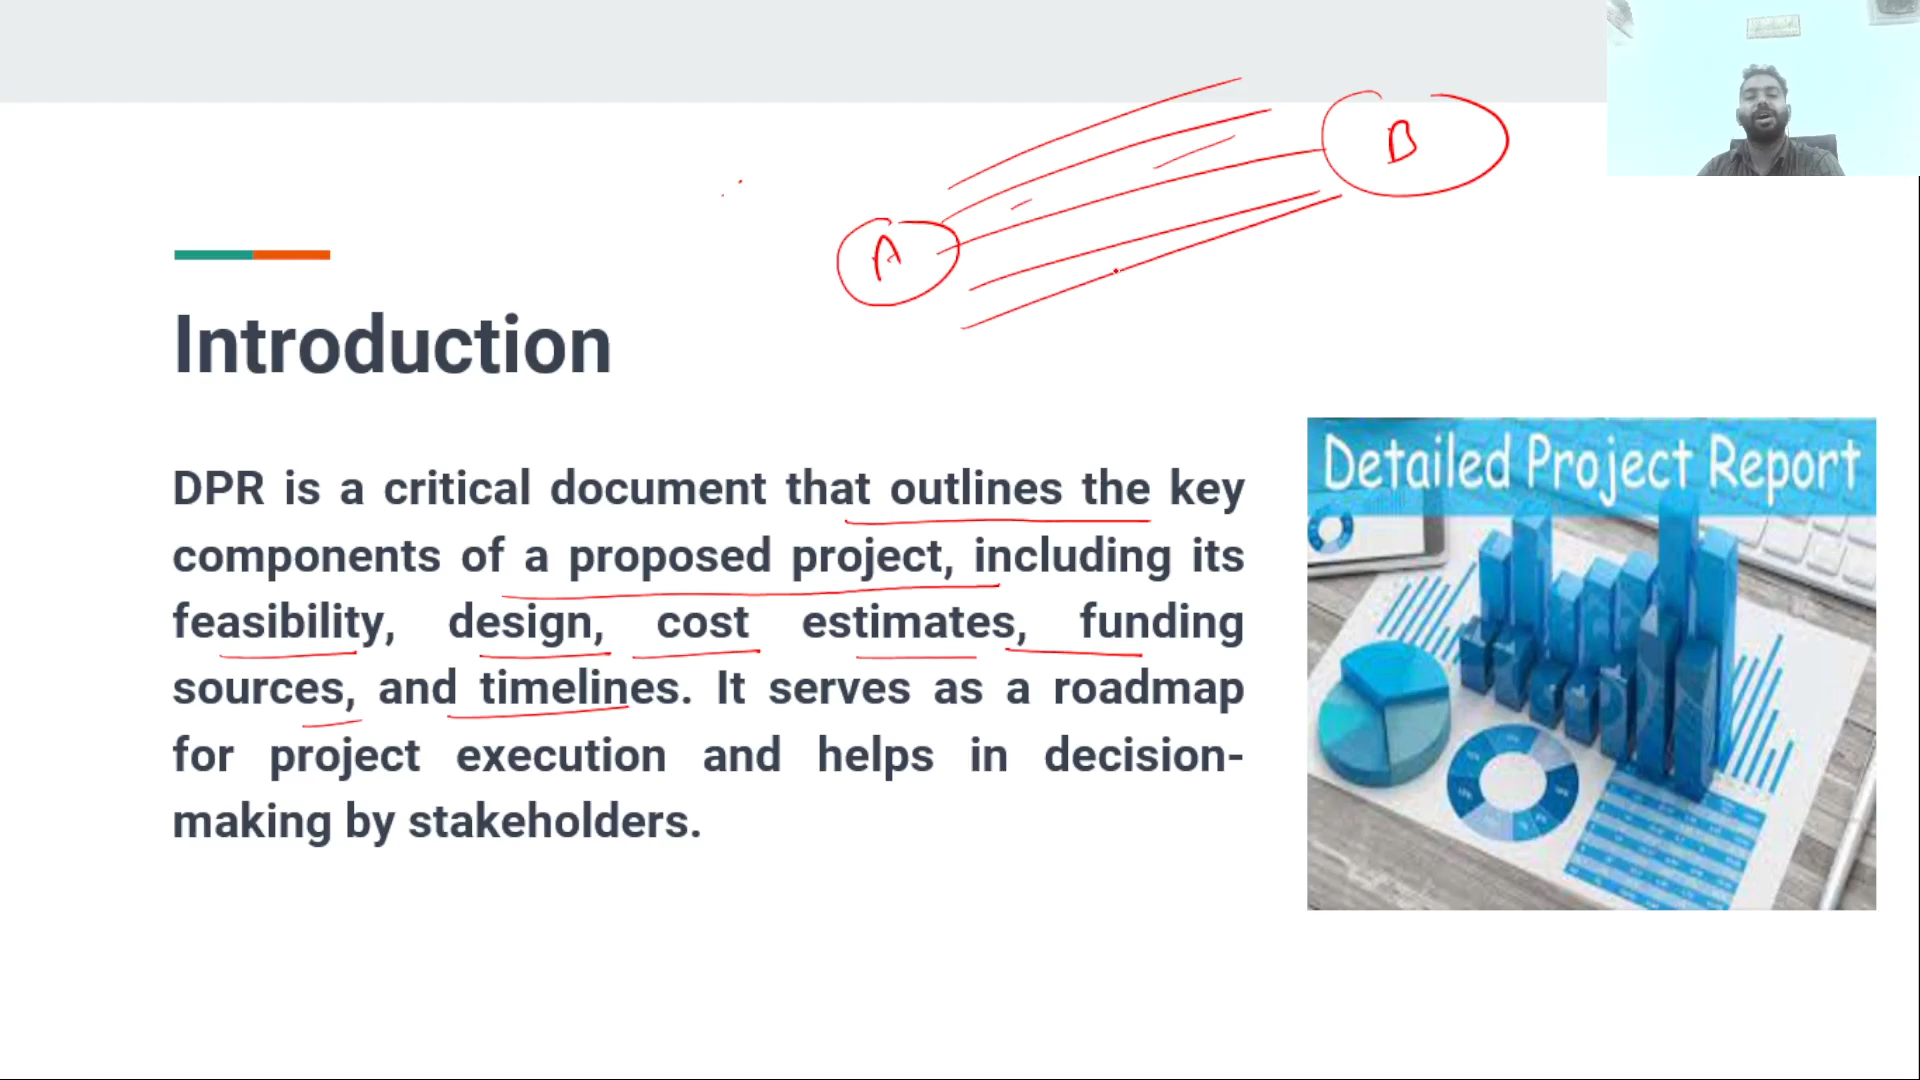 B
A
Introduction
DPR is a critical document that outlines the key
components of a proposed project, including its
feasibility, design, cost estimates, funding
sources, and timelines. It serves as a roadmap
for project execution and helps in decision-
making by stakeholders.
Detailed Project Report